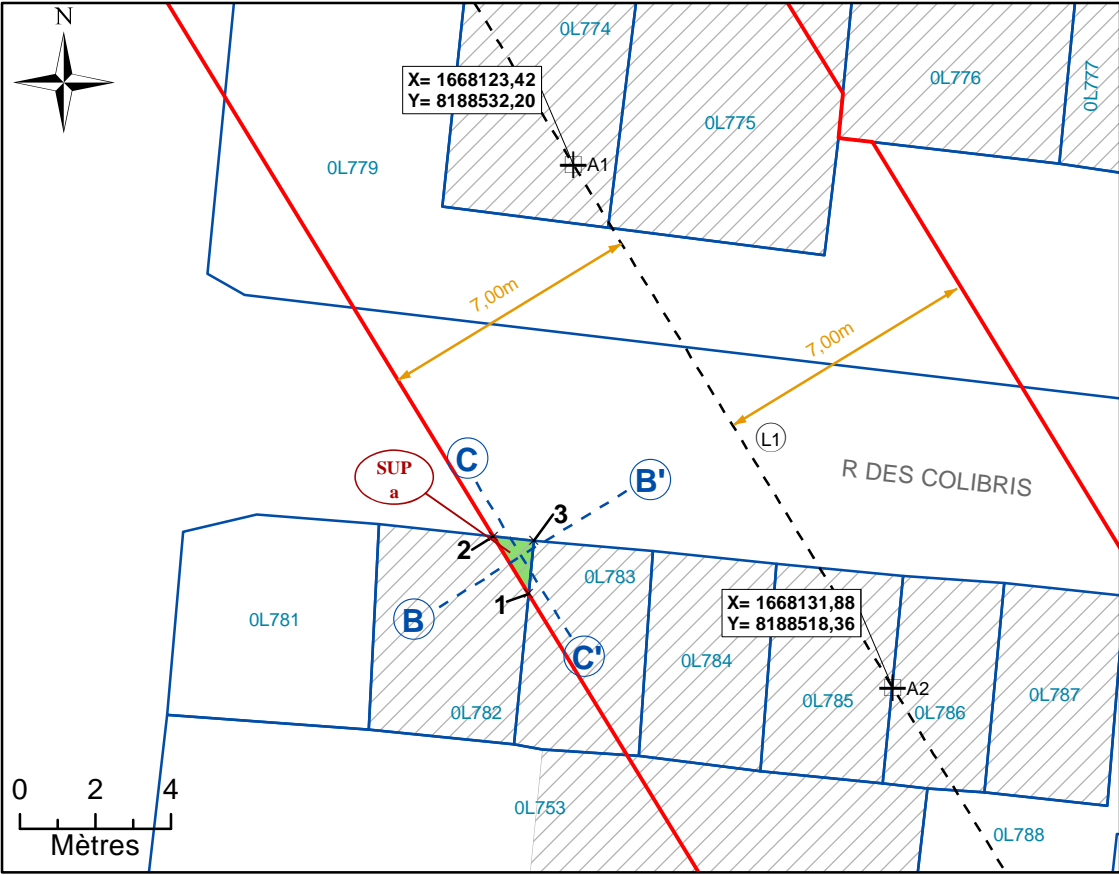 N
0L774
0L776
0L777
X= 1668123,42
Y= 8188532,20
0L775
0L779
A1
7,00m
7,00m
L1
R DES COLIBRIS
C
SUP
a
B'
3
2
1
0L783
0L781
B
X= 1668131,88
Y= 8188518,36
C'
0L784
A2
0L782
0L785
0L786
0L787
0 2 4
Mètres
0L753
0L788